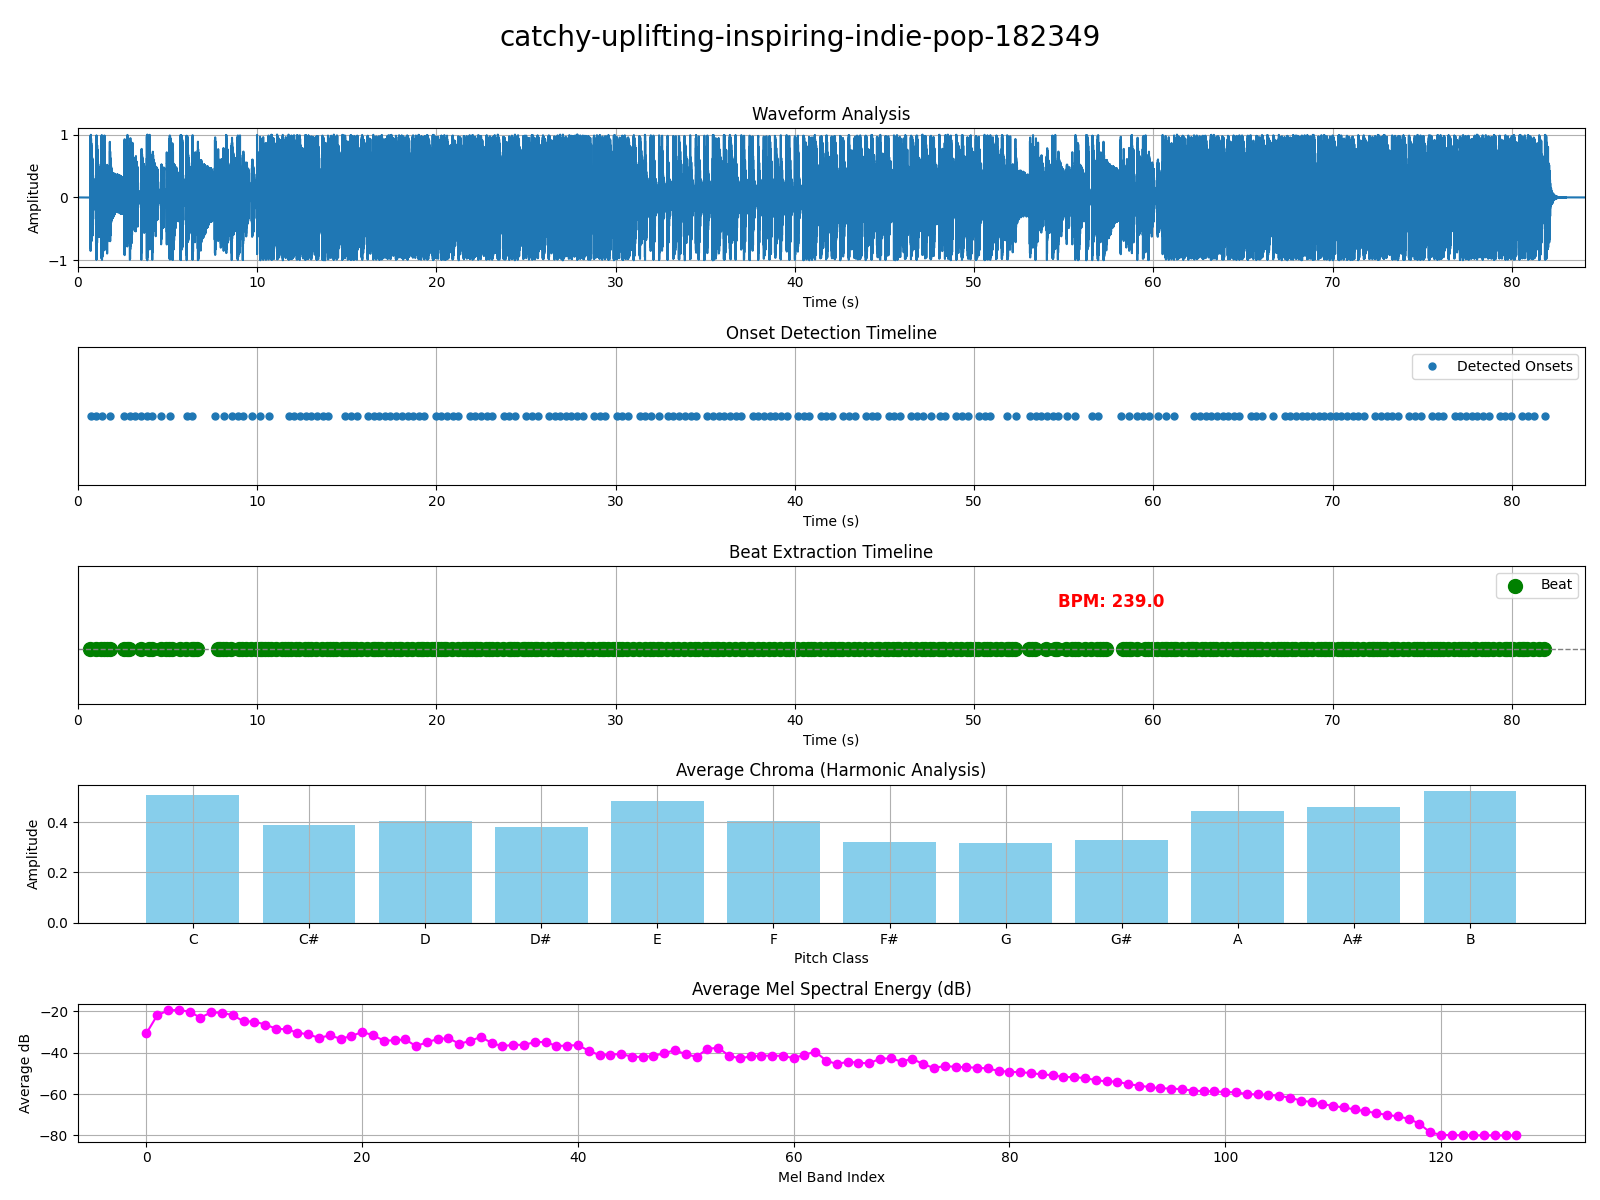 catchy-uplifting-inspiring-indie-pop-182349
Waveform Analysis
Amplitude
1
0
−1
0 10 20 30 40 50 60 70 80
Time (s)
Onset Detection Timeline
Detected Onsets
0 10 20 30 40 50 60 70 80
Time (s)
Beat Extraction Timeline
Beat
BPM: 239.0
0 10 20 30 40 50 60 70 80
Time (s)
Average Chroma (Harmonic Analysis)
Amplitude
0.4
0.2
0.0
C C# D D# E F F# G G# A A# B
Pitch Class
Average Mel Spectral Energy (dB)
Average dB
−20
−40
−60
−80
0 20 40 60 80 100 120
Mel Band Index